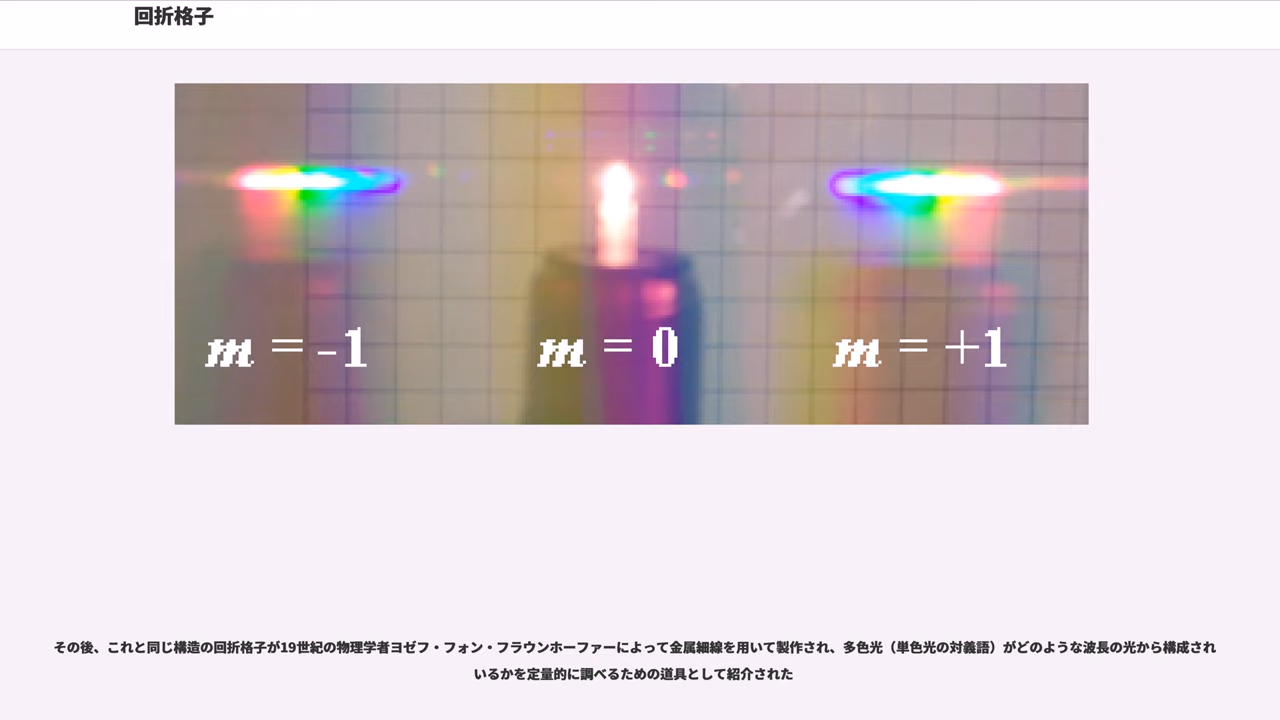 回折格子
m = -1
m = 0
m = +1
その後、これと同じ構造の回折格子が19世紀の物理学者ヨゼフ・フォン・フラウンホーファーによって金属細線を用いて製作され、多色光（単色光の対義語）がどのような波長の光から構成され
いるかを定量的に調べるための道具として紹介された